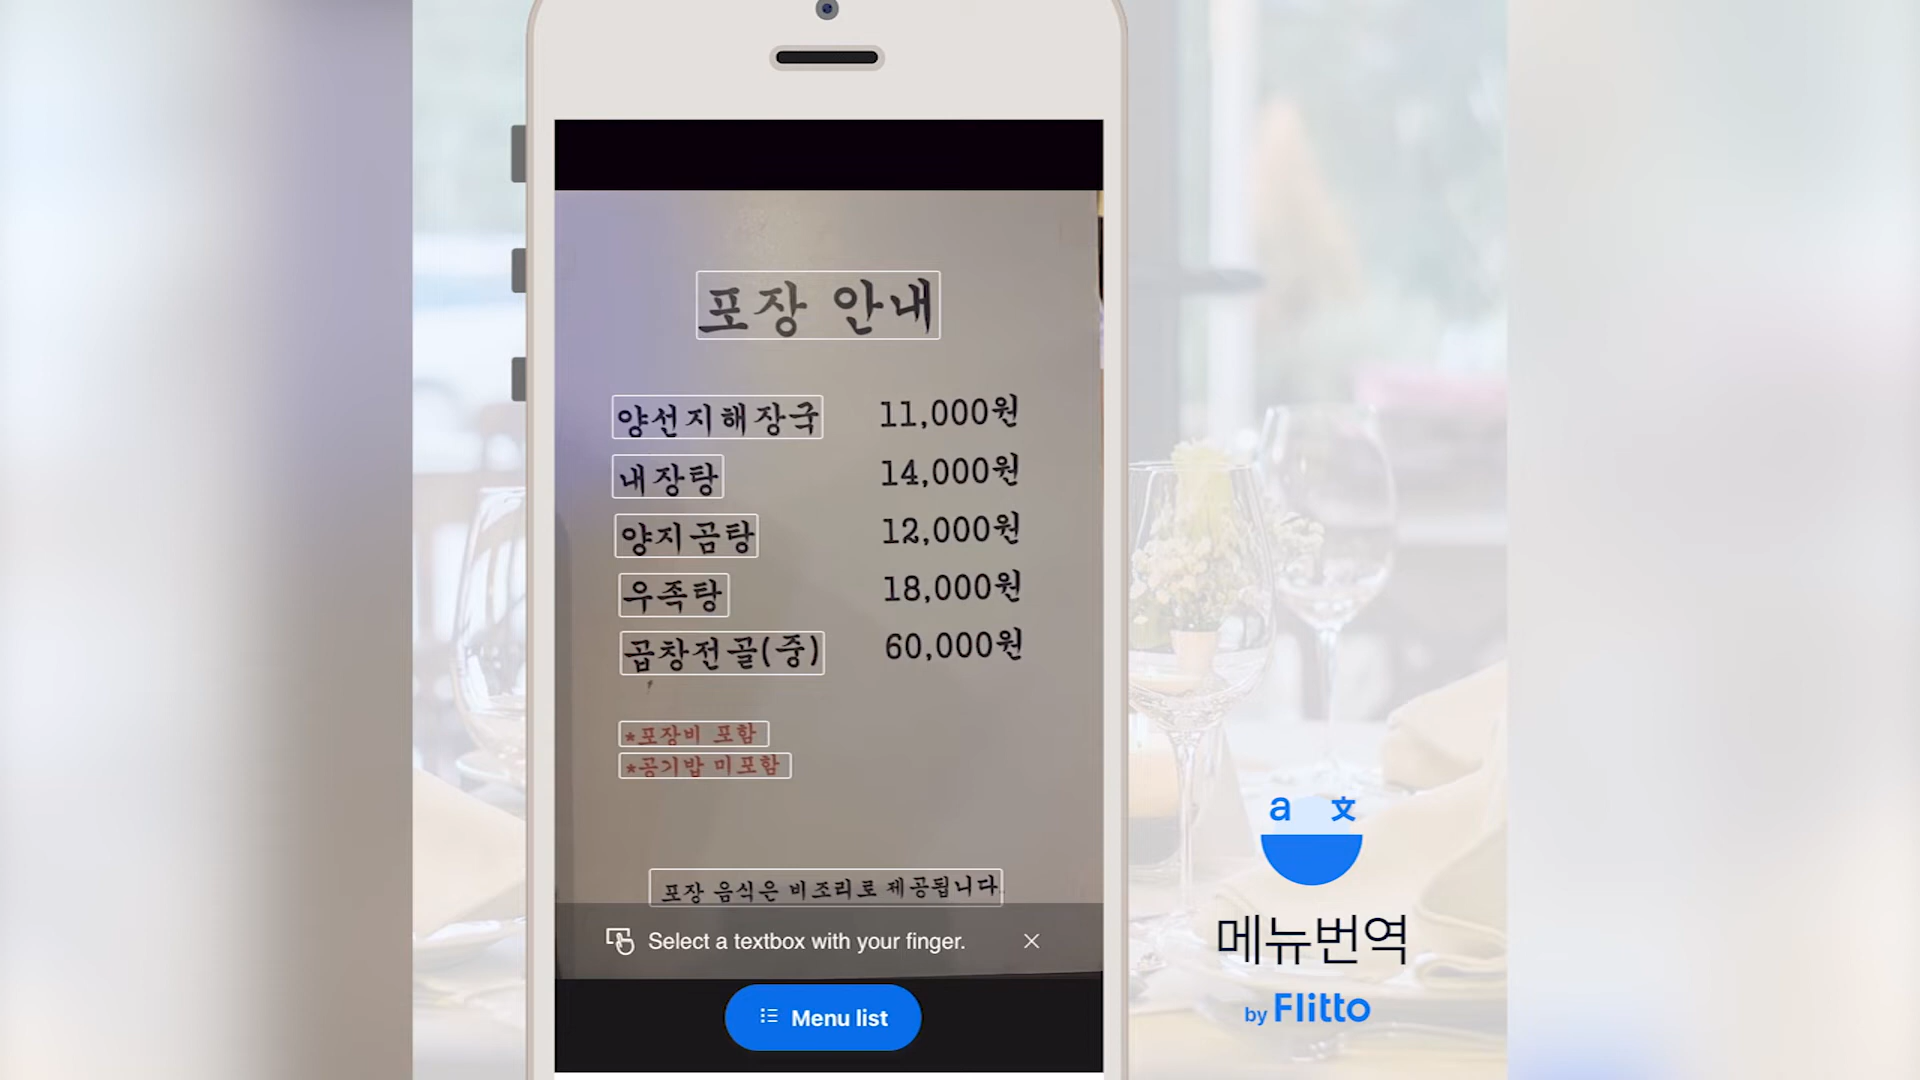 포장 안내
양선지해장국 11,000원
내장탕 14,000원
양지곰탕 12,000원
우족탕 18,000원
곱창전골(중) 60,000원
*포장비 포함
*공기밥 미포함
포장 음식은 비조리로 제공됩니다.
Select a textbox with your finger.
Menu list
a 文
메뉴번역
by Flitto